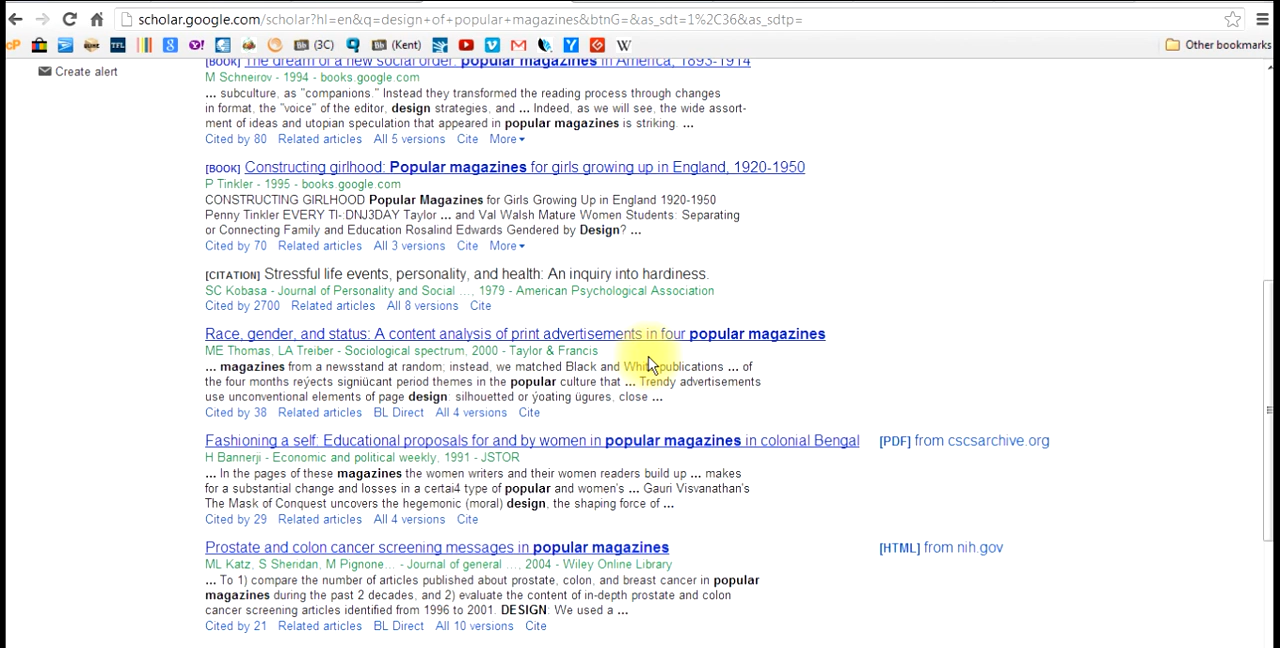 scholar.google.com/scholar?hl=en&q=design+of+popular+magazines&btnG=&as_sdt=1%2C36&as_sdtp=
(3C)
(Kent)
Other bookmarks
Create alert
[BOOK] The dream of a new social order: popular magazines in America, 1893-1914
M Schneirov - 1994 - books.google.com
... subculture, as "companions." Instead they transformed the reading process through changes
in format, the "voice" of the editor, design strategies, and ... Indeed, as we will see, the wide assort-
ment of ideas and utopian speculation that appeared in popular magazines is striking. ...
Cited by 80 Related articles All 5 versions Cite More
[BOOK] Constructing girlhood: Popular magazines for girls growing up in England, 1920-1950
P Tinkler - 1995 - books.google.com
CONSTRUCTING GIRLHOOD Popular Magazines for Girls Growing Up in England 1920-1950
Penny Tinkler EVERY TI- DNJ3DAY Taylor ... and Val Walsh Mature Women Students: Separating
or Connecting Family and Education Rosalind Edwards Gendered by Design? ...
Cited by 70 Related articles All 3 versions Cite More
[CITATION] Stressful life events, personality, and health: An inquiry into hardiness.
SC Kobasa - Journal of Personality and Social ..., 1979 - American Psychological Association
Cited by 2700 Related articles All 8 versions Cite
Race, gender, and status: A content analysis of print advertisements in four popular magazines
ME Thomas, LA Treiber - Sociological spectrum, 2000 - Taylor & Francis
... magazines from a newsstand at random; instead, we matched Black and White publications ... of
the four months reýects signiücant period themes in the popular culture that ... Trendy advertisements
use unconventional elements of page design: silhouetted or ýoating ügures, close ...
Cited by 38 Related articles BL Direct All 4 versions Cite
Fashioning a self: Educational proposals for and by women in popular magazines in colonial Bengal [PDF] from cscsarchive.org
H Bannerji - Economic and political weekly, 1991 - JSTOR
... In the pages of these magazines the women writers and their women readers build up ... makes
for a substantial change and losses in a certai4 type of popular and women's ... Gauri Visvanathan's
The Mask of Conquest uncovers the hegemonic (moral) design, the shaping force of ...
Cited by 29 Related articles All 4 versions Cite
Prostate and colon cancer screening messages in popular magazines [HTML] from nih.gov
ML Katz, S Sheridan, M Pignone... - Journal of general ..., 2004 - Wiley Online Library
... To 1) compare the number of articles published about prostate, colon, and breast cancer in popular
magazines during the past 2 decades, and 2) evaluate the content of in-depth prostate and colon
cancer screening articles identified from 1996 to 2001. DESIGN: We used a ...
Cited by 21 Related articles BL Direct All 10 versions Cite